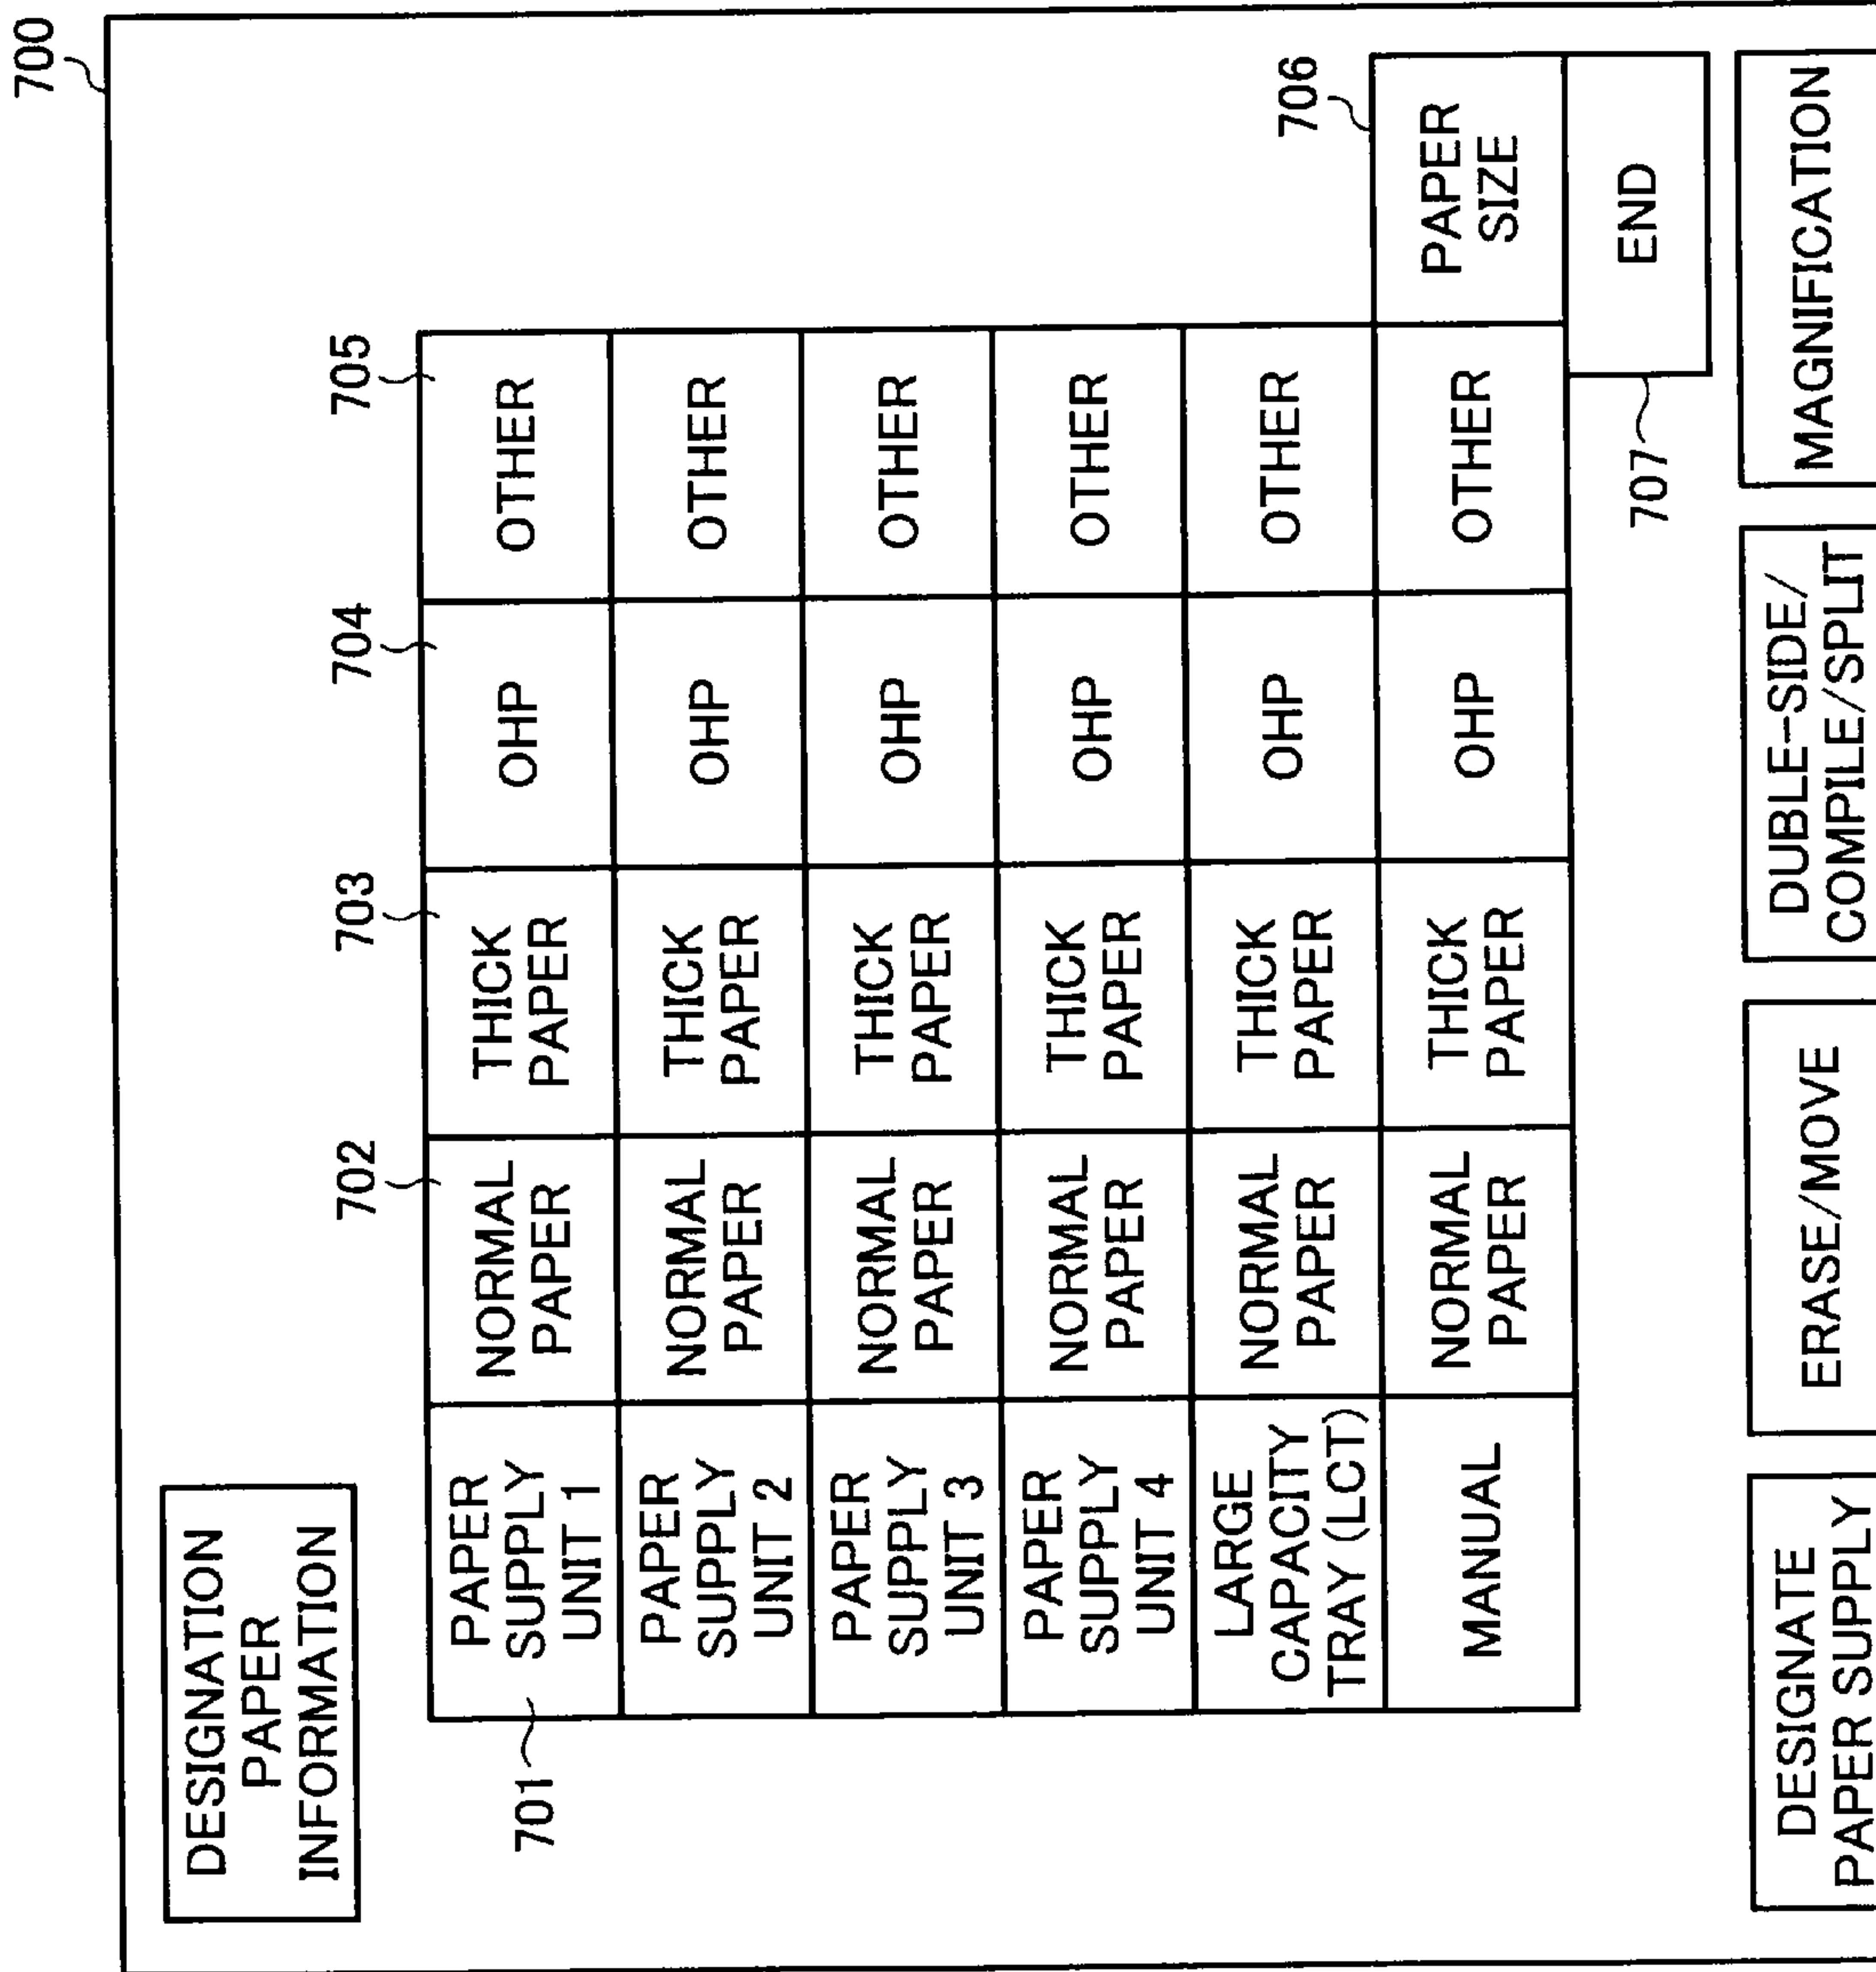 700
DESIGNATION
PAPER
INFORMATION
702
703
704
705
701
PAPER
SUPPLY
UNIT 1
NORMAL
PAPER
THICK
PAPER
OHP
OTHER
PAPER
SUPPLY
UNIT 2
NORMAL
PAPER
THICK
PAPER
OHP
OTHER
PAPER
SUPPLY
UNIT 3
NORMAL
PAPER
THICK
PAPER
OHP
OTHER
PAPER
SUPPLY
UNIT 4
NORMAL
PAPER
THICK
PAPER
OHP
OTHER
LARGE
CAPACITY
TRAY (LCT)
NORMAL
PAPER
THICK
PAPER
OHP
OTHER
706
MANUAL
NORMAL
PAPER
THICK
PAPER
OHP
OTHER
PAPER
SIZE
707
END
DESIGNATE
PAPER SUPPLY
ERASE/MOVE
DUBLE-SIDE/
COMPILE/SPLIT
MAGNIFICATION